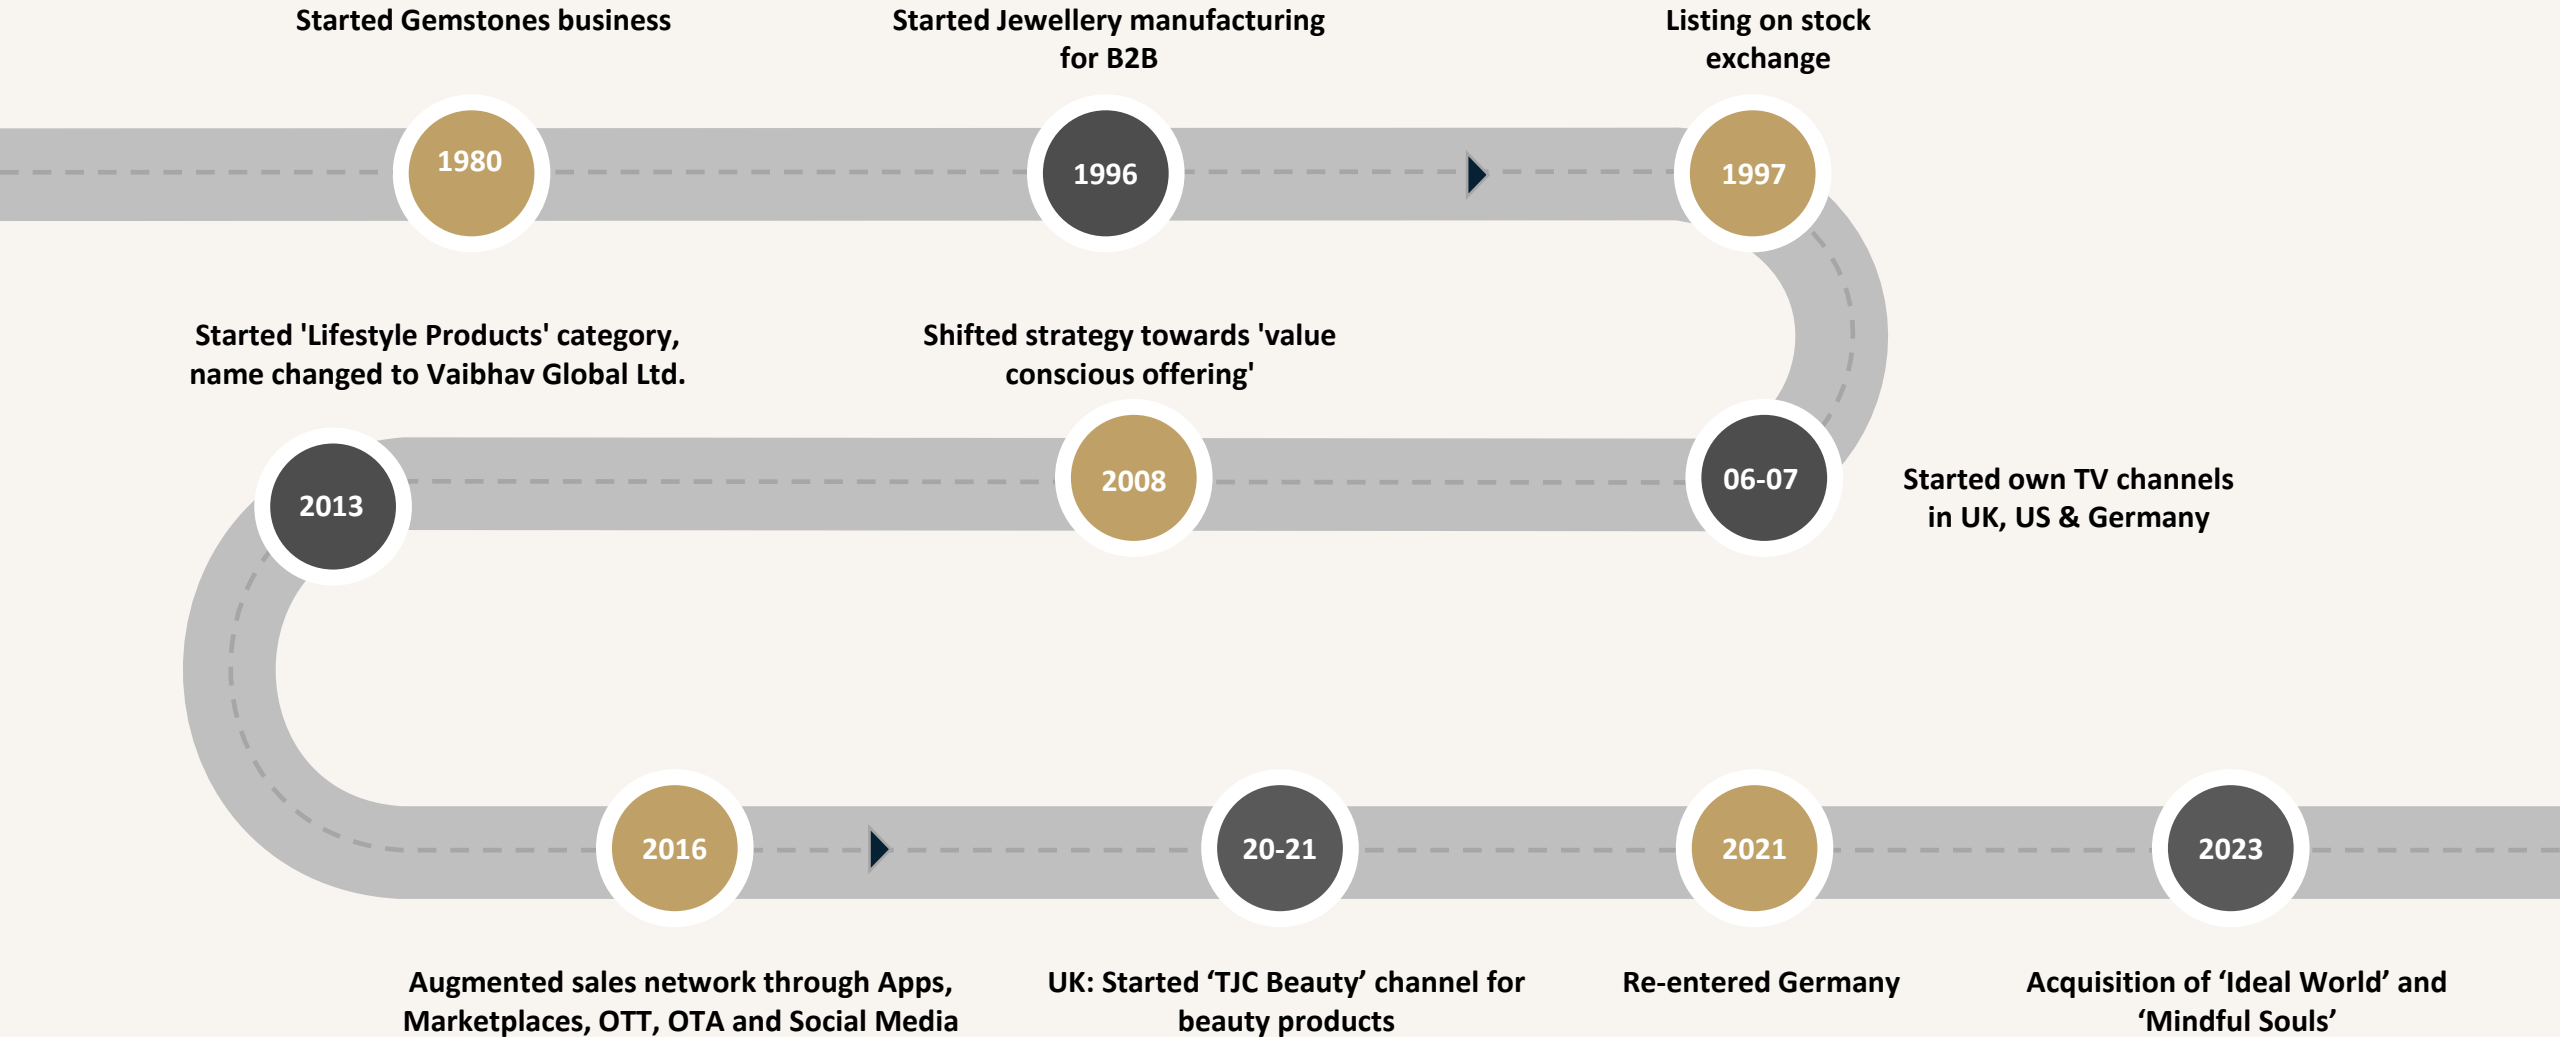 Started Gemstones business
1980
Started Jewellery manufacturing
for B2B
1996
Listing on stock
exchange
1997
Started own TV channels
in UK, US & Germany
06-07
Shifted strategy towards 'value
conscious offering'
2008
Started 'Lifestyle Products' category,
name changed to Vaibhav Global Ltd.
2013
2016
Augmented sales network through Apps,
Marketplaces, OTT, OTA and Social Media
20-21
UK: Started ‘TJC Beauty’ channel for
beauty products
2021
Re-entered Germany
2023
Acquisition of ‘Ideal World’ and
‘Mindful Souls’